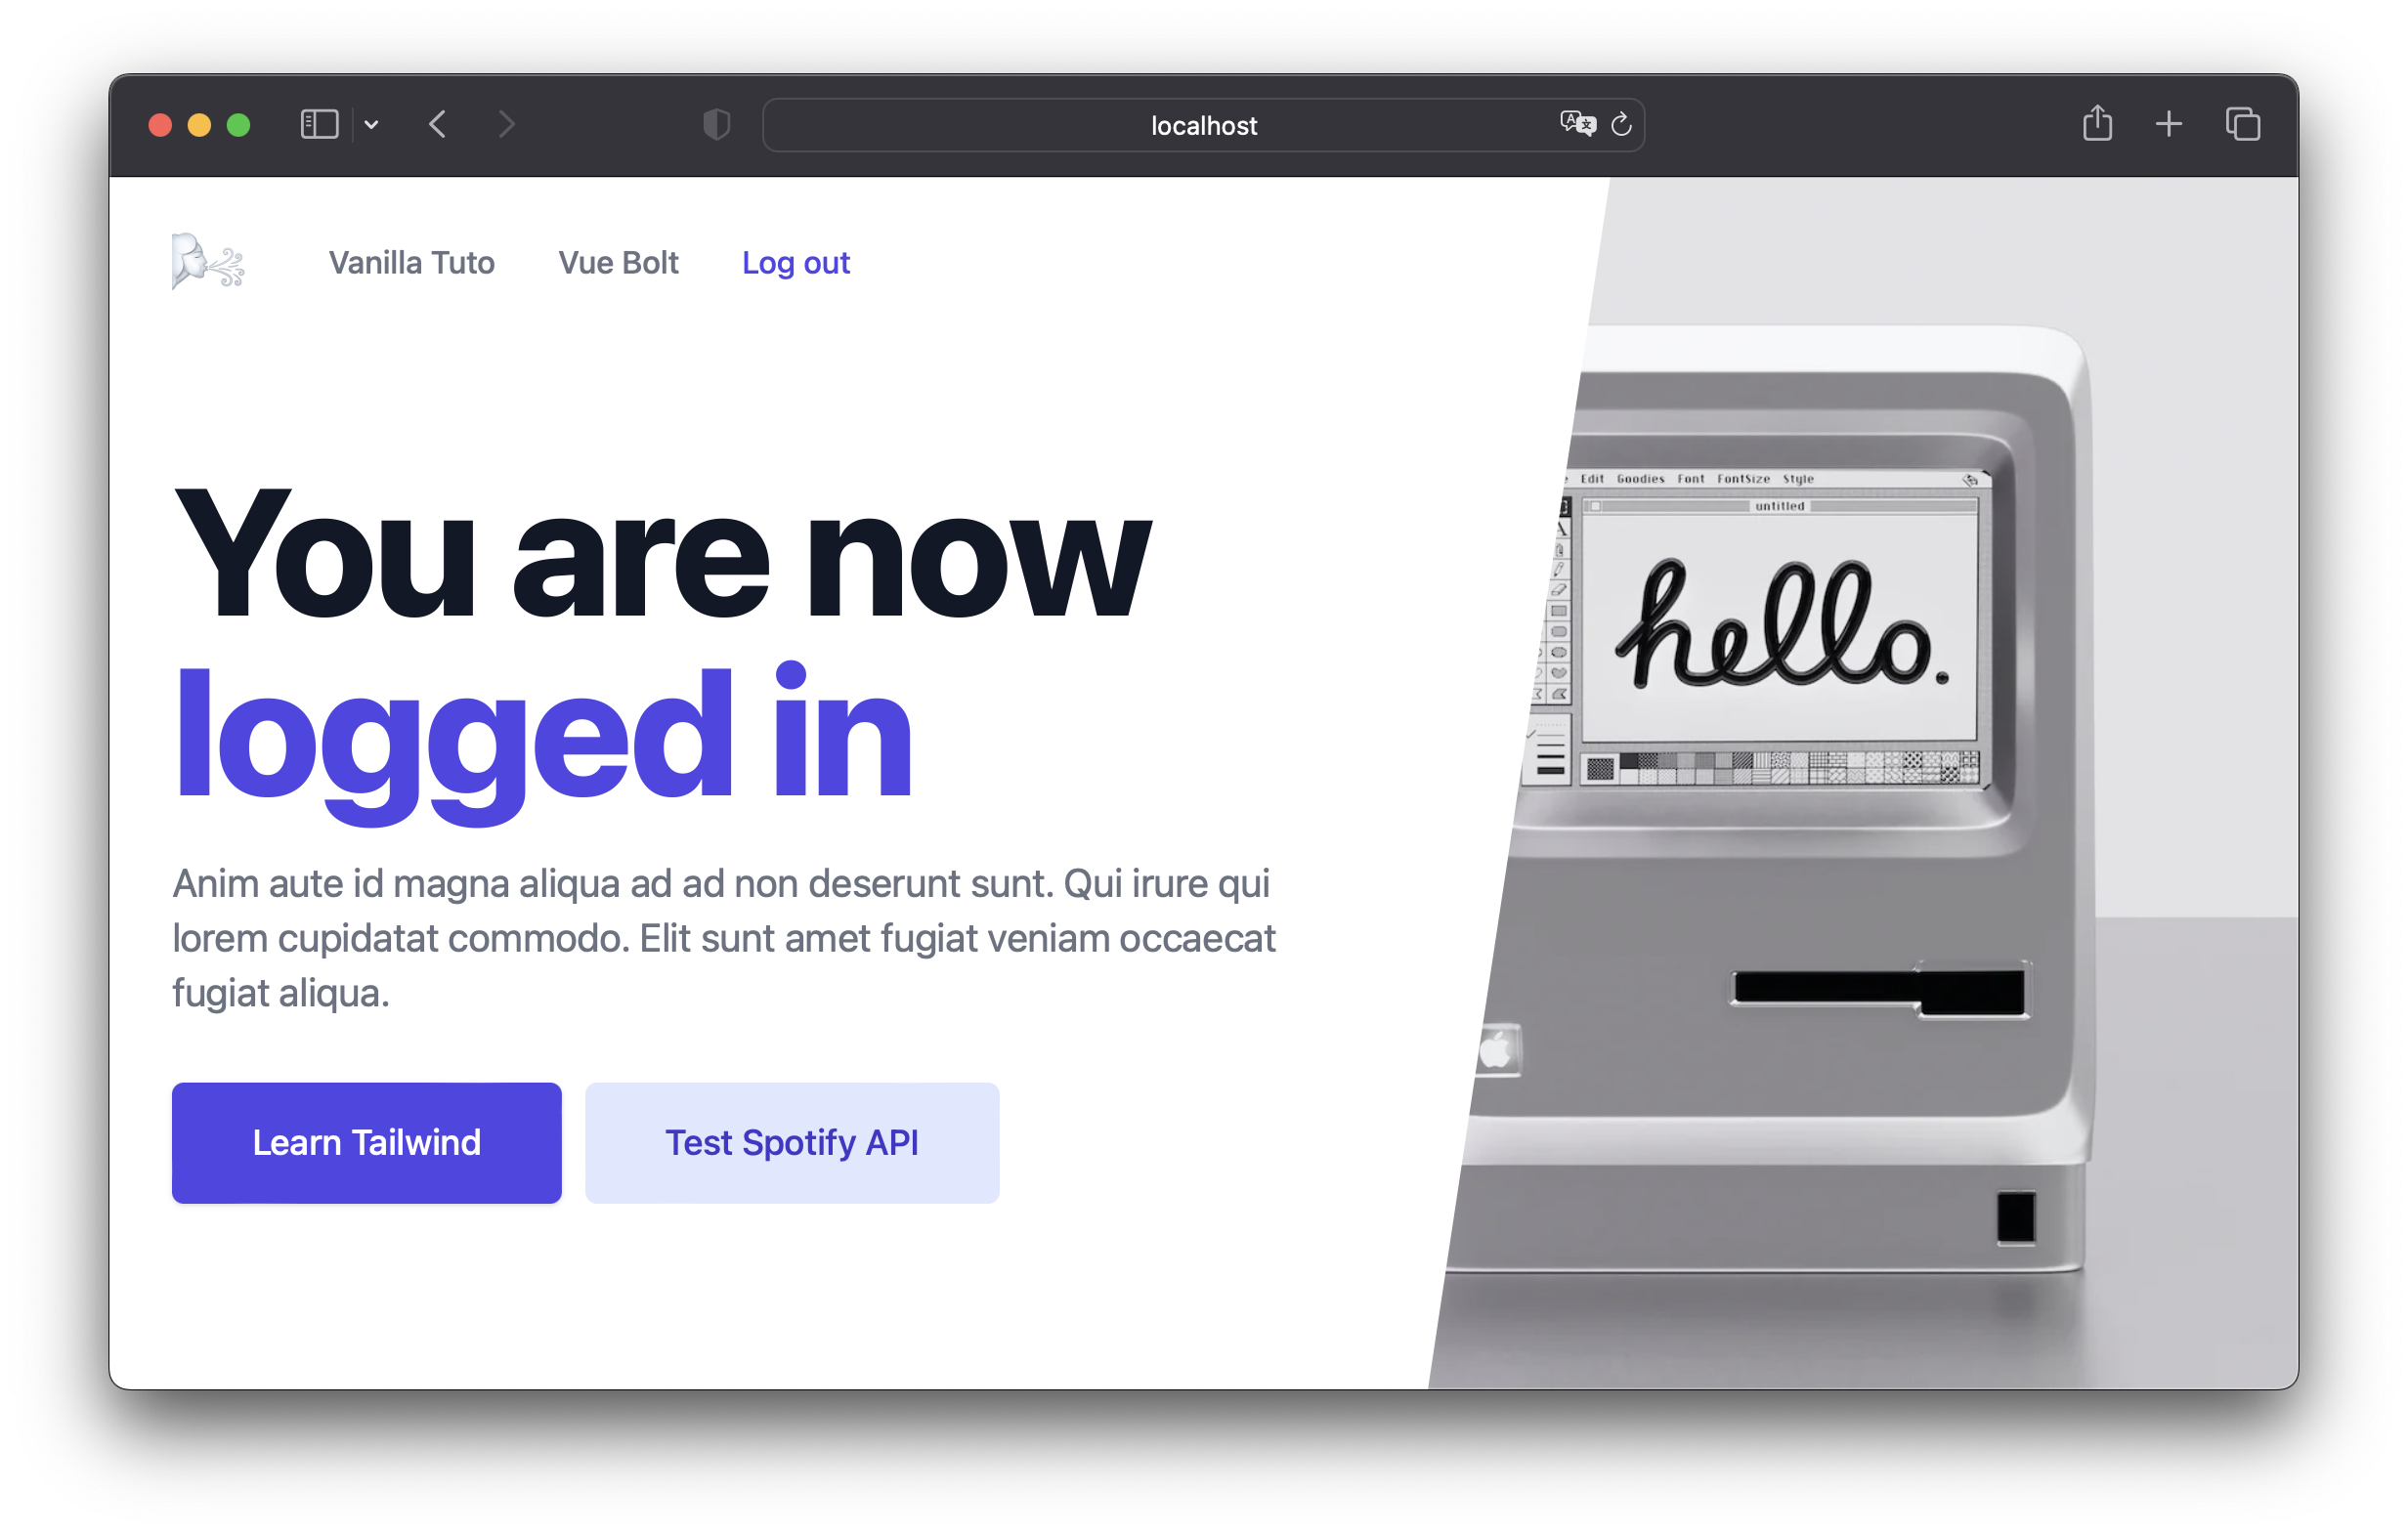 localhost
Vanilla Tuto Vue Bolt Log out
Edit Goodies Font FontSize Style
untitled
hello.
You are now
logged in
Anim aute id magna aliqua ad ad non deserunt sunt. Qui irure qui
lorem cupidatat commodo. Elit sunt amet fugiat veniam occaecat
fugiat aliqua.
Learn Tailwind Test Spotify API